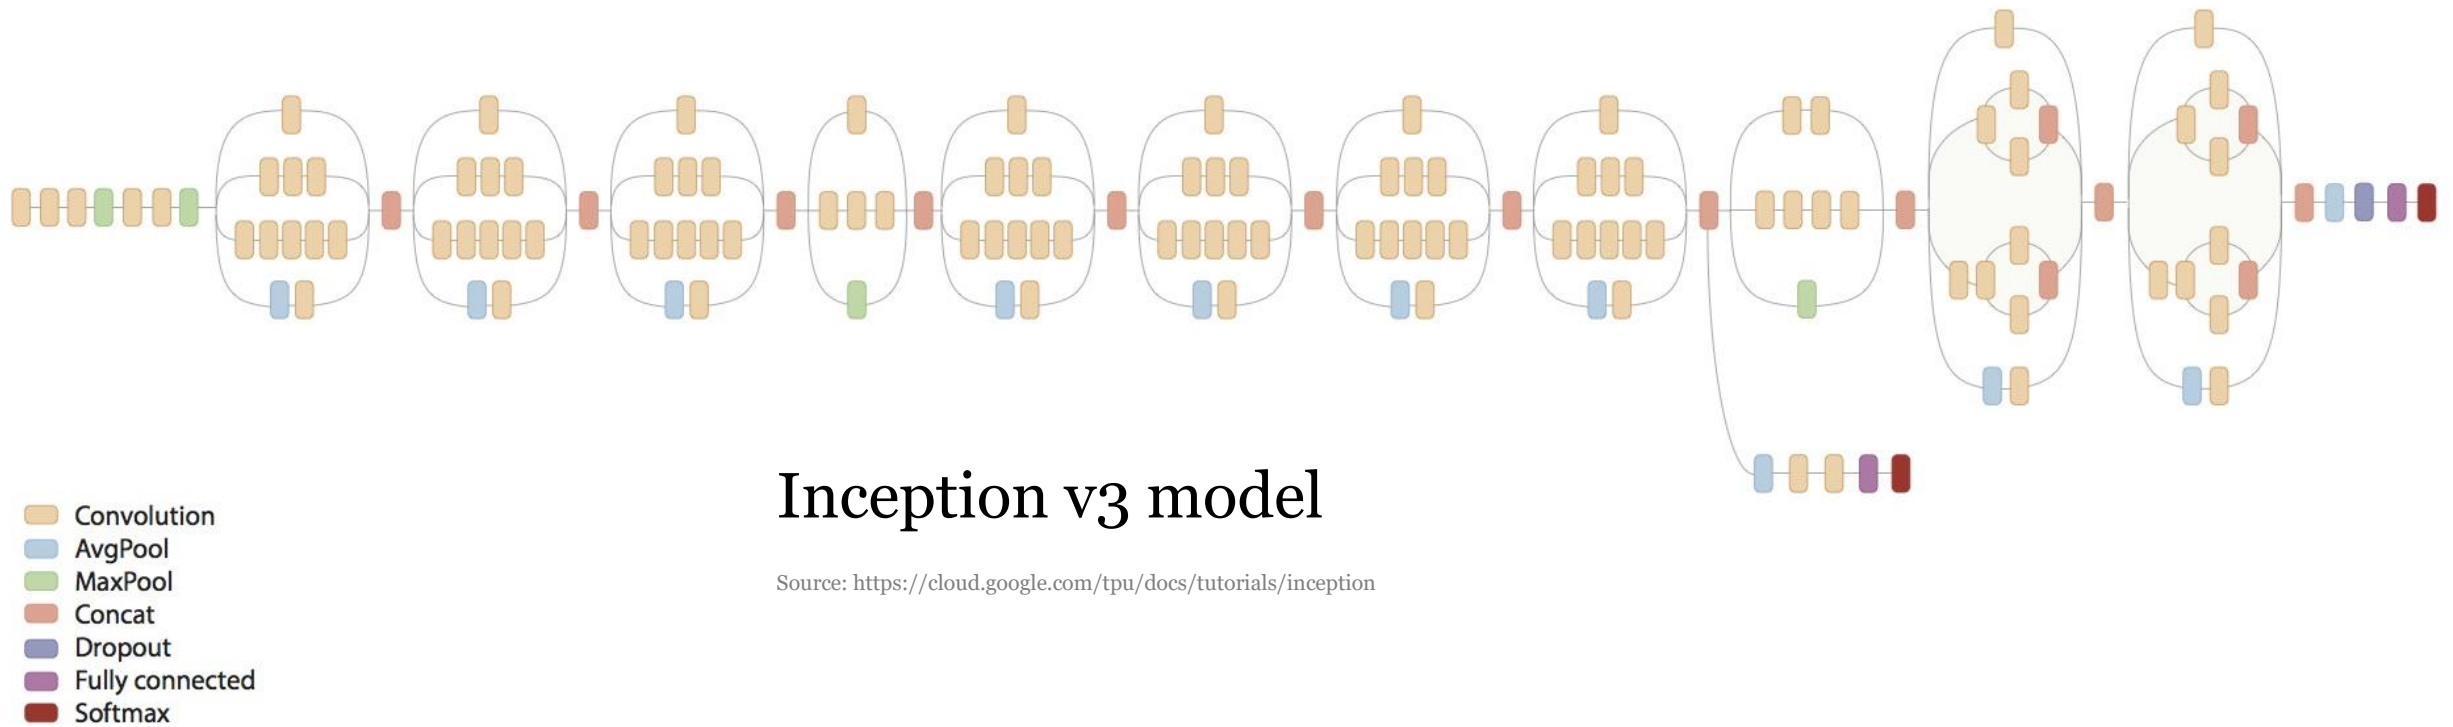 Inception v3 model
Source: https://cloud.google.com/tpu/docs/tutorials/inception
Convolution
AvgPool
MaxPool
Concat
Dropout
Fully connected
Softmax